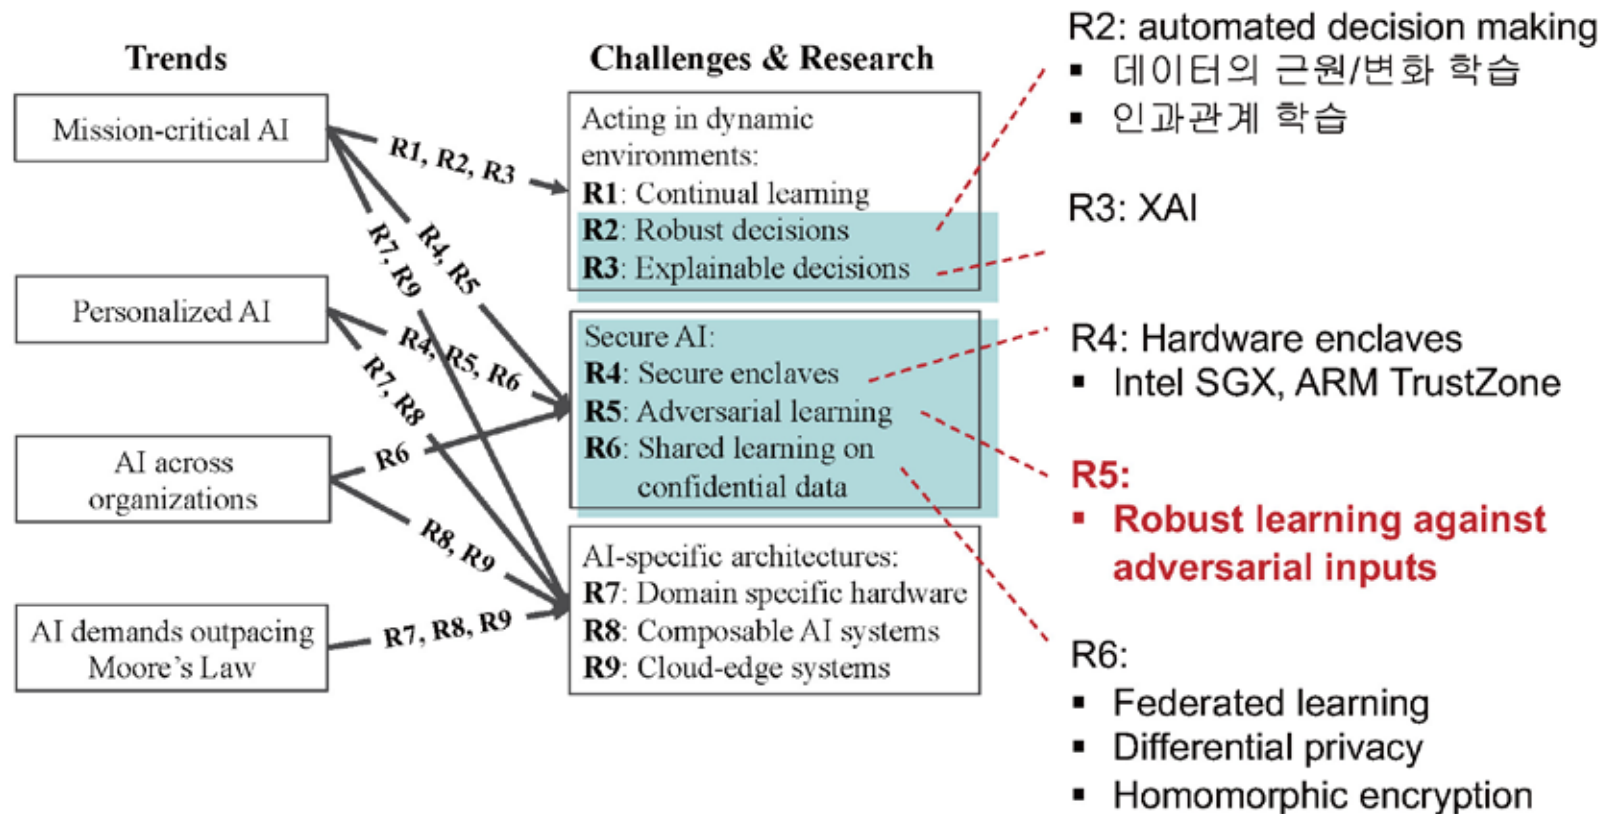 Trends
Mission-critical AI
Personalized AI
AI across
organizations
AI demands outpacing
Moore's Law
R1, R2, R3
R4, R5
R7, R9
R4, R5, R6
R7, R8
R6
R8, R9
R7, R8, R9
Challenges & Research
Acting in dynamic
environments:
R1: Continual learning
R2: Robust decisions
R3: Explainable decisions
Secure AI:
R4: Secure enclaves
R5: Adversarial learning
R6: Shared learning on
confidential data
AI-specific architectures:
R7: Domain specific hardware
R8: Composable AI systems
R9: Cloud-edge systems
R2: automated decision making
▪ 데이터의 근원/변화 학습
▪ 인과관계 학습
R3: XAI
R4: Hardware enclaves
▪ Intel SGX, ARM TrustZone
R5:
▪ Robust learning against
adversarial inputs
R6:
▪ Federated learning
▪ Differential privacy
▪ Homomorphic encryption